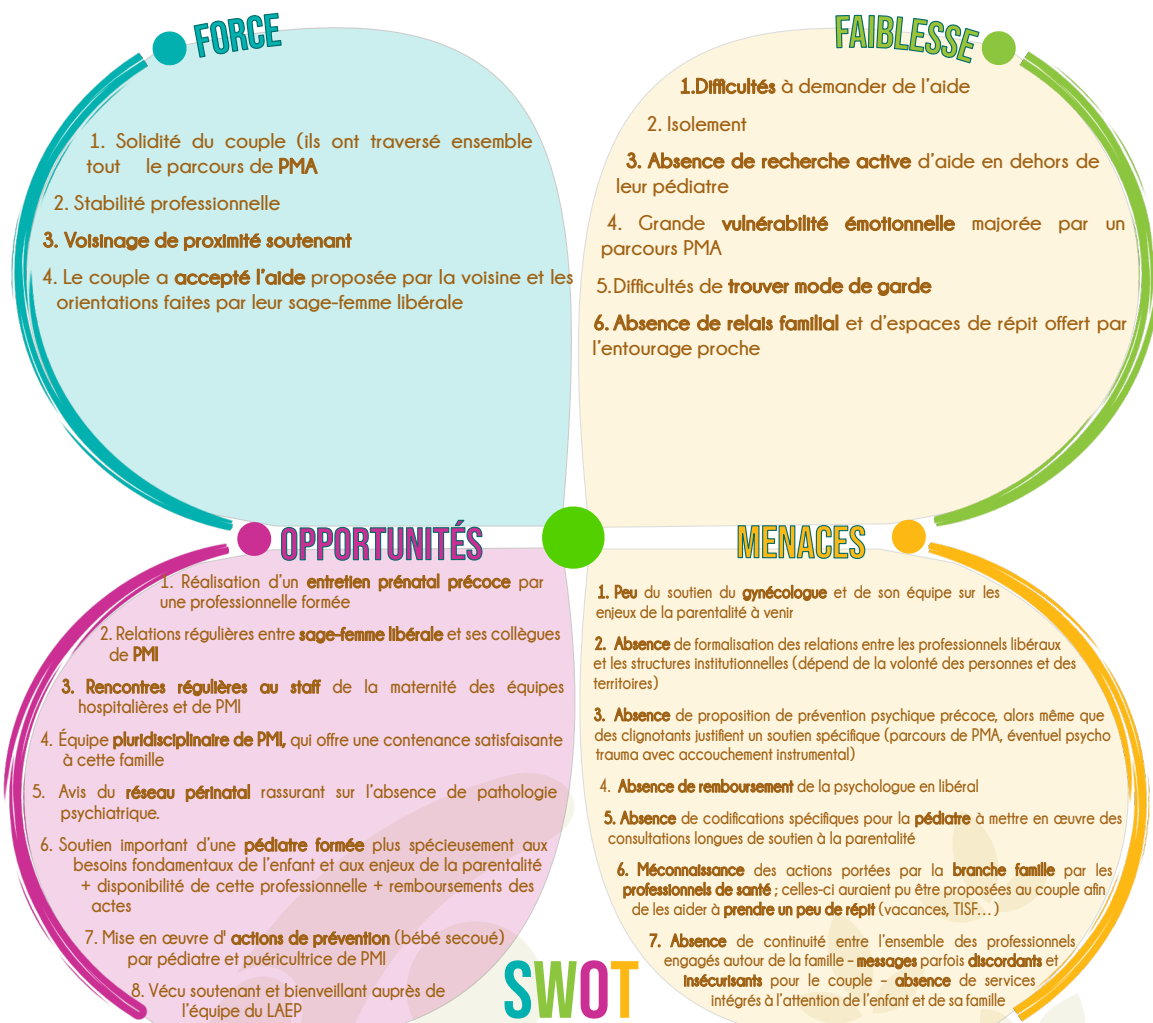 FORCE
1. Solidité du couple (ils ont traversé ensemble
tout le parcours de PMA
2. Stabilité professionnelle
3. Voisinage de proximité soutenant
4. Le couple a accepté l'aide proposée par la voisine et les
orientations faites par leur sage-femme libérale
FAIBLESSE
1.Difficultés à demander de l'aide
2. Isolement
3. Absence de recherche active d'aide en dehors de
leur pédiatre
4. Grande vulnérabilité émotionnelle majorée par un
parcours PMA
5.Difficultés de trouver mode de garde
6. Absence de relais familial et d'espaces de répit offert par
l'entourage proche
OPPORTUNITÉS
1. Réalisation d'un entretien prénatal précoce par
une professionnelle formée
2. Relations régulières entre sage-femme libérale et ses collègues
de PMI
3. Rencontres régulières au staff de la maternité des équipes
hospitalières et de PMI
4. Équipe pluridisciplinaire de PMI, qui offre une contenance satisfaisante
à cette famille
5. Avis du réseau périnatal rassurant sur l'absence de pathologie
psychiatrique.
6. Soutien important d'une pédiatre formée plus spécieusement aux
besoins fondamentaux de l'enfant et aux enjeux de la parentalité
+ disponibilité de cette professionnelle + remboursements des
actes
7. Mise en œuvre d' actions de prévention (bébé secoué)
par pédiatre et puéricultrice de PMI
8. Vécu soutenant et bienveillant auprès de
l'équipe du LAEP
MENACES
1. Peu du soutien du gynécologue et de son équipe sur les
enjeux de la parentalité à venir
2. Absence de formalisation des relations entre les professionnels libéraux
et les structures institutionnelles (dépend de la volonté des personnes et des
territoires)
3. Absence de proposition de prévention psychique précoce, alors même que
des clignotants justifient un soutien spécifique (parcours de PMA, éventuel psycho
trauma avec accouchement instrumental)
4. Absence de remboursement de la psychologue en libéral
5. Absence de codifications spécifiques pour la pédiatre à mettre en œuvre des
consultations longues de soutien à la parentalité
6. Méconnaissance des actions portées par la branche famille par les
professionnels de santé ; celles-ci auraient pu être proposées au couple afin
de les aider à prendre un peu de répit (vacances, TISF…)
7. Absence de continuité entre l'ensemble des professionnels
engagés autour de la famille – messages parfois discordants et
insécurisants pour le couple – absence de services
intégrés à l'attention de l'enfant et de sa famille
SWOT